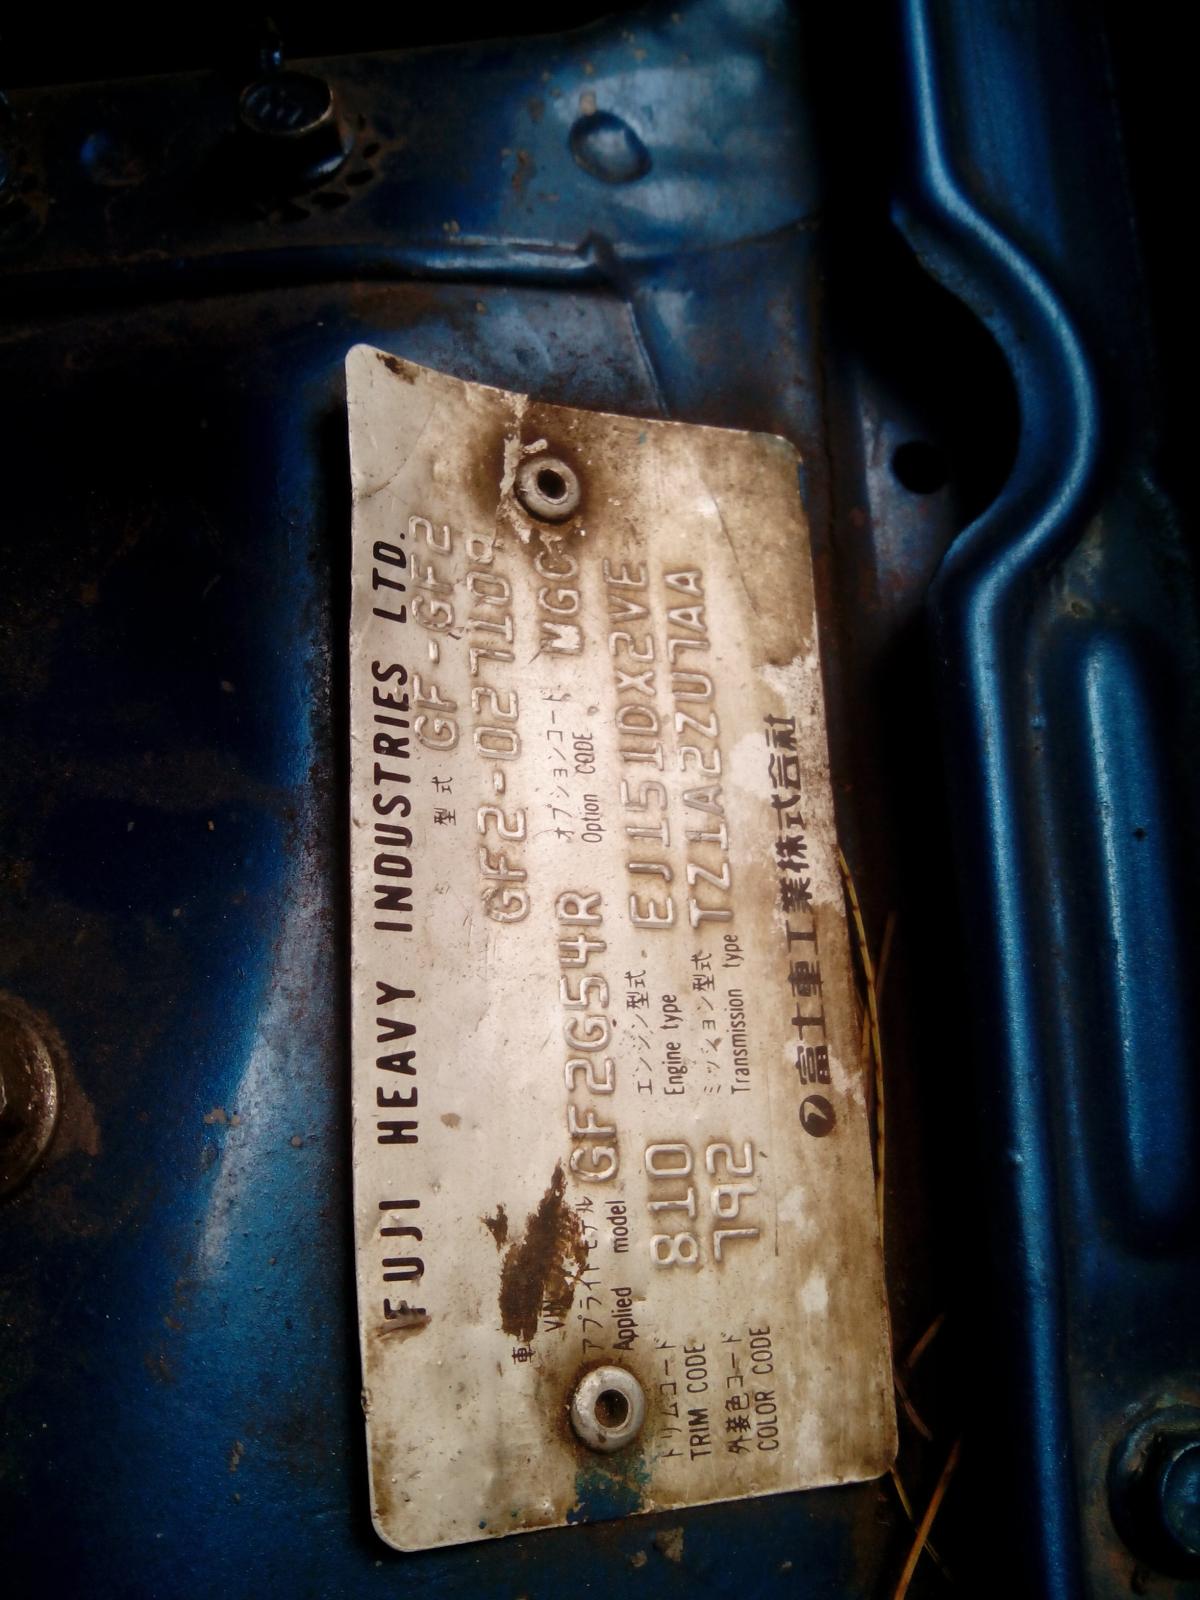 FUJI HEAVY INDUSTRIES LTD.
型式 GF-GF2
車 VIN GF2-027109
アプライドモデル Applied model GF2G54R オプションコード Option CODE WGC
トリムコード TRIM CODE 810 エンジン型式 Engine type EJ151DX2VE
外装色コード COLOR CODE 792 ミッション型式 Transmission type TZ1A2ZU7AA
富士重工業株式会社